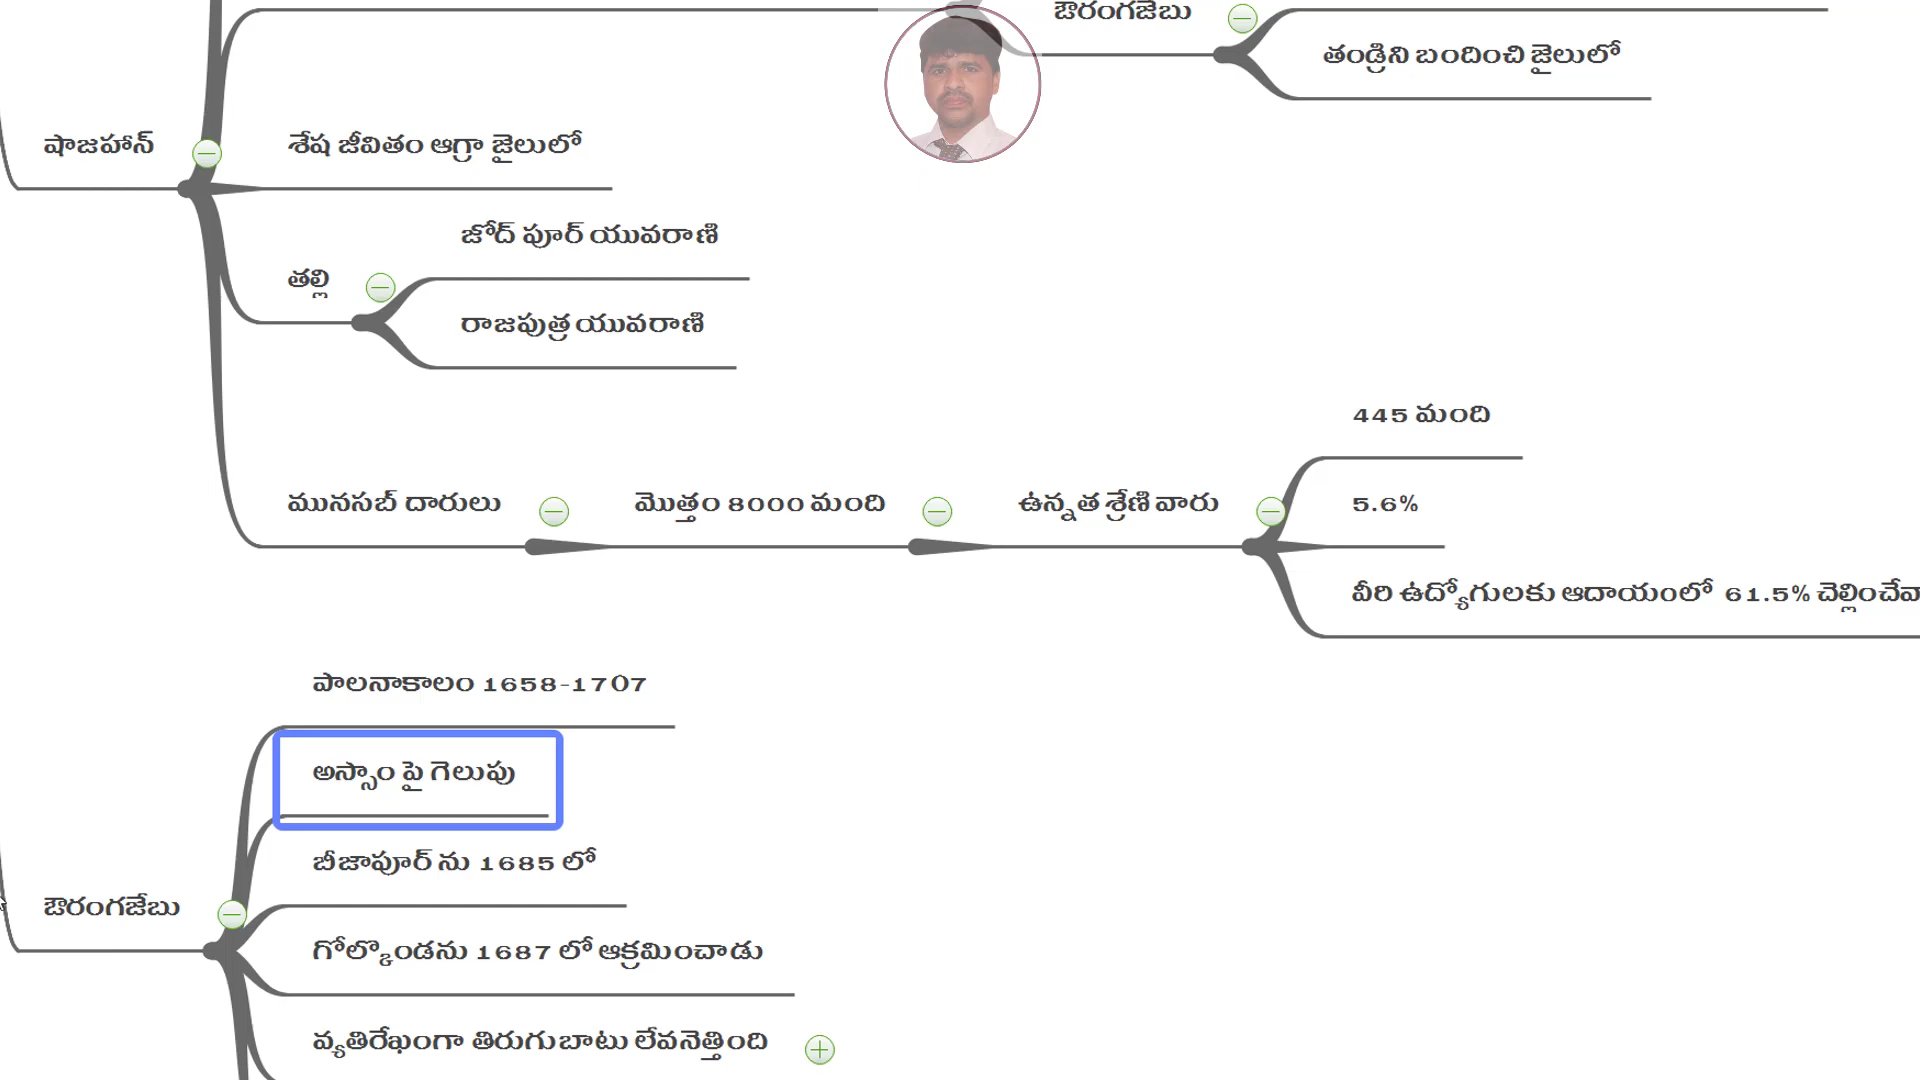 ఔరంగజేబు
తండ్రిని బందించి జైలులో
షాజహాన్
శేష జీవితం ఆగ్రా జైలులో
జోద్ పూర్ యువరాణి
తల్లి
రాజపుత్ర యువరాణి
445 మంది
మునసబ్ దారులు
మొత్తం 8000 మంది
ఉన్నత శ్రేణి వారు
5.6%
వీరి ఉద్యోగులకు ఆదాయంలో 61.5%
పాలనాకాలం 1658-1707
అస్సాం పై గెలుపు
బీజాపూర్ ను 1685 లో
ఔరంగజేబు
గోల్కొండను 1687 లో ఆక్రమించాడు
వ్యతిరేఖంగా తిరుగుబాటు లేవనెత్తింది